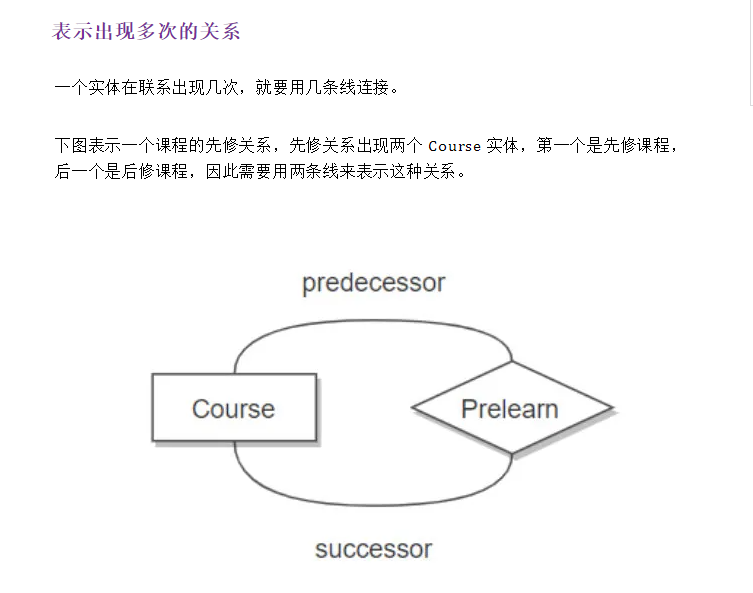 表示出现多次的关系
一个实体在联系出现几次，就要用几条线连接。
下图表示一个课程的先修关系，先修关系出现两个 Course 实体，第一个是先修课程，
后一个是后修课程，因此需要用两条线来表示这种关系。
predecessor
Course
Prelearn
successor